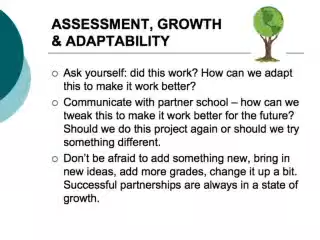 ASSESSMENT, GROWTH
& ADAPTABILITY
Ask yourself: did this work? How can we adapt
this to make it work better?
Communicate with partner school – how can we
tweak this to make it work better for the future?
Should we do this project again or should we try
something different.
Don't be afraid to add something new, bring in
new ideas, add more grades, change it up a bit.
Successful partnerships are always in a state of
growth.